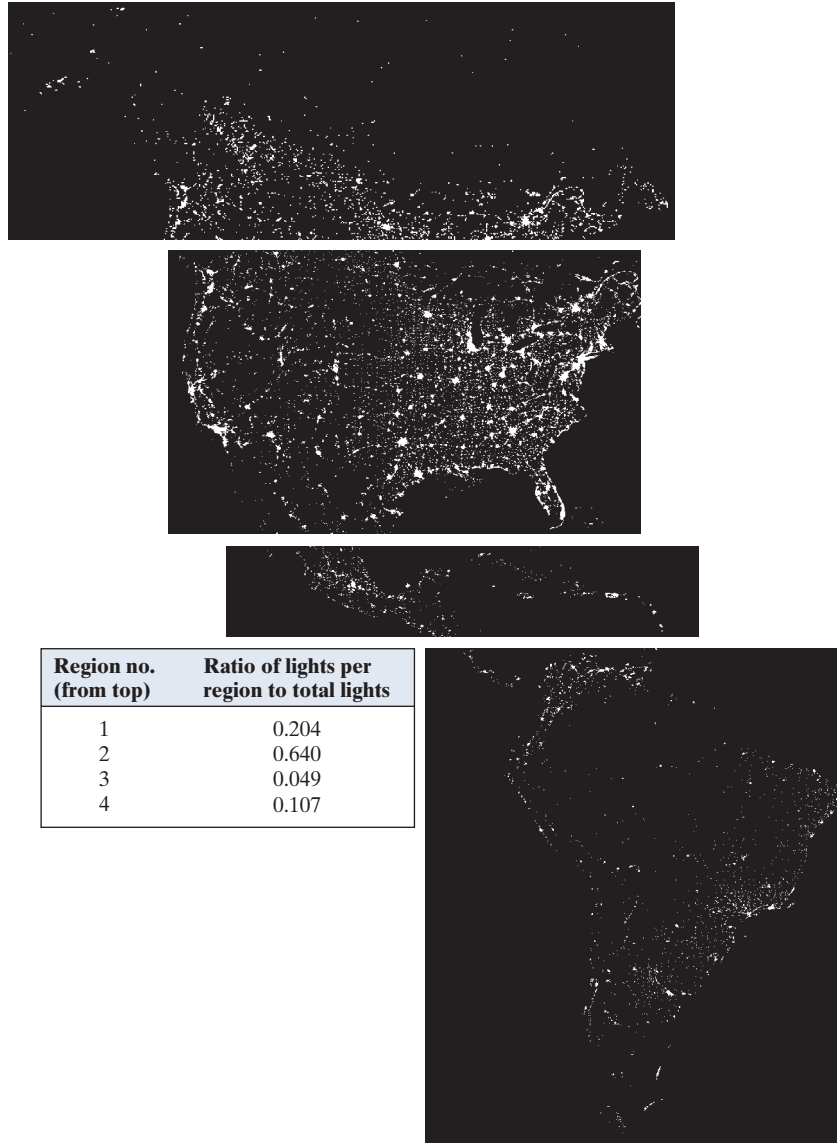 Region no. Ratio of lights per
(from top) region to total lights
1 0.204
2 0.640
3 0.049
4 0.107